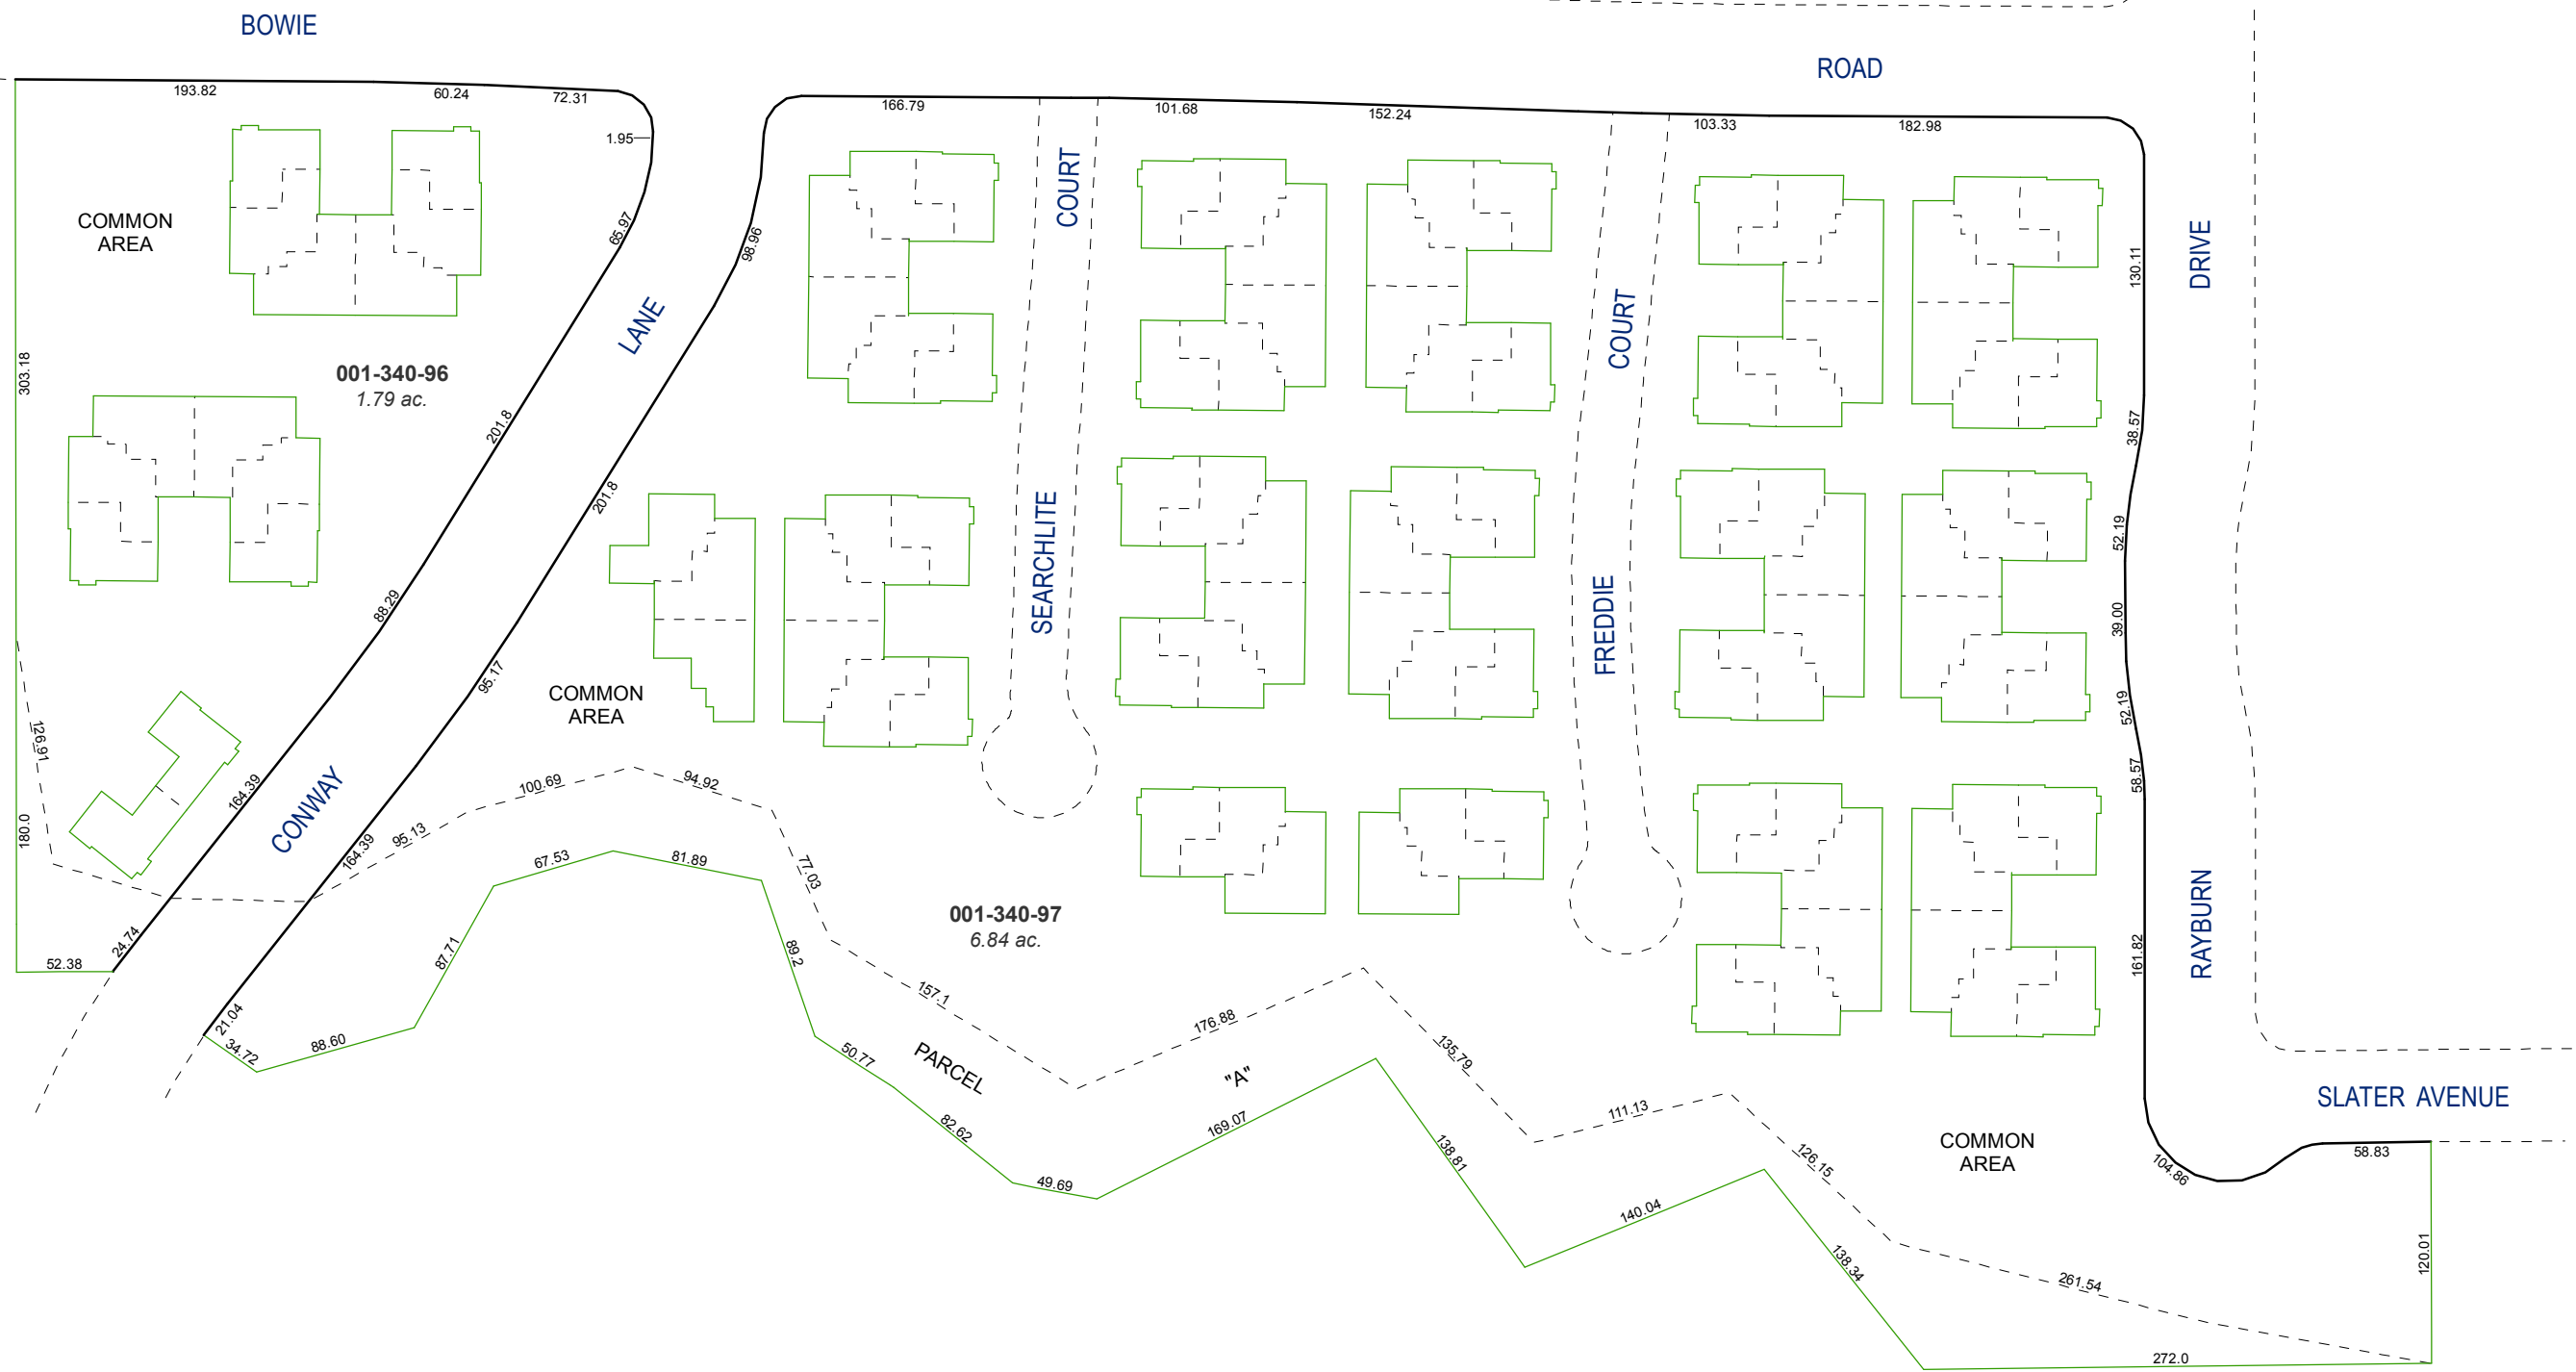 BOWIE
ROAD
193.82
60.24
72.31
1.95
166.79
101.68
152.24
103.33
182.98
COMMON
AREA
65.97
98.96
LANE
COURT
COURT
DRIVE
130.11
303.18
001-340-96
1.79 ac.
201.8
201.8
38.57
52.19
39.00
52.19
58.57
88.29
95.17
SEARCHLITE
FREDDIE
COMMON
AREA
126.91
180.0
164.39
CONWAY
164.39
95.13
100.69
94.92
77.03
67.53
81.89
87.71
89.2
001-340-97
6.84 ac.
161.82
RAYBURN
52.38
24.74
21.04
34.72
88.60
157.1
176.88
135.79
50.77
PARCEL
"A"
82.62
49.69
169.07
138.81
111.13
126.15
140.04
138.34
COMMON
AREA
SLATER AVENUE
104.86
58.83
120.01
261.54
272.0